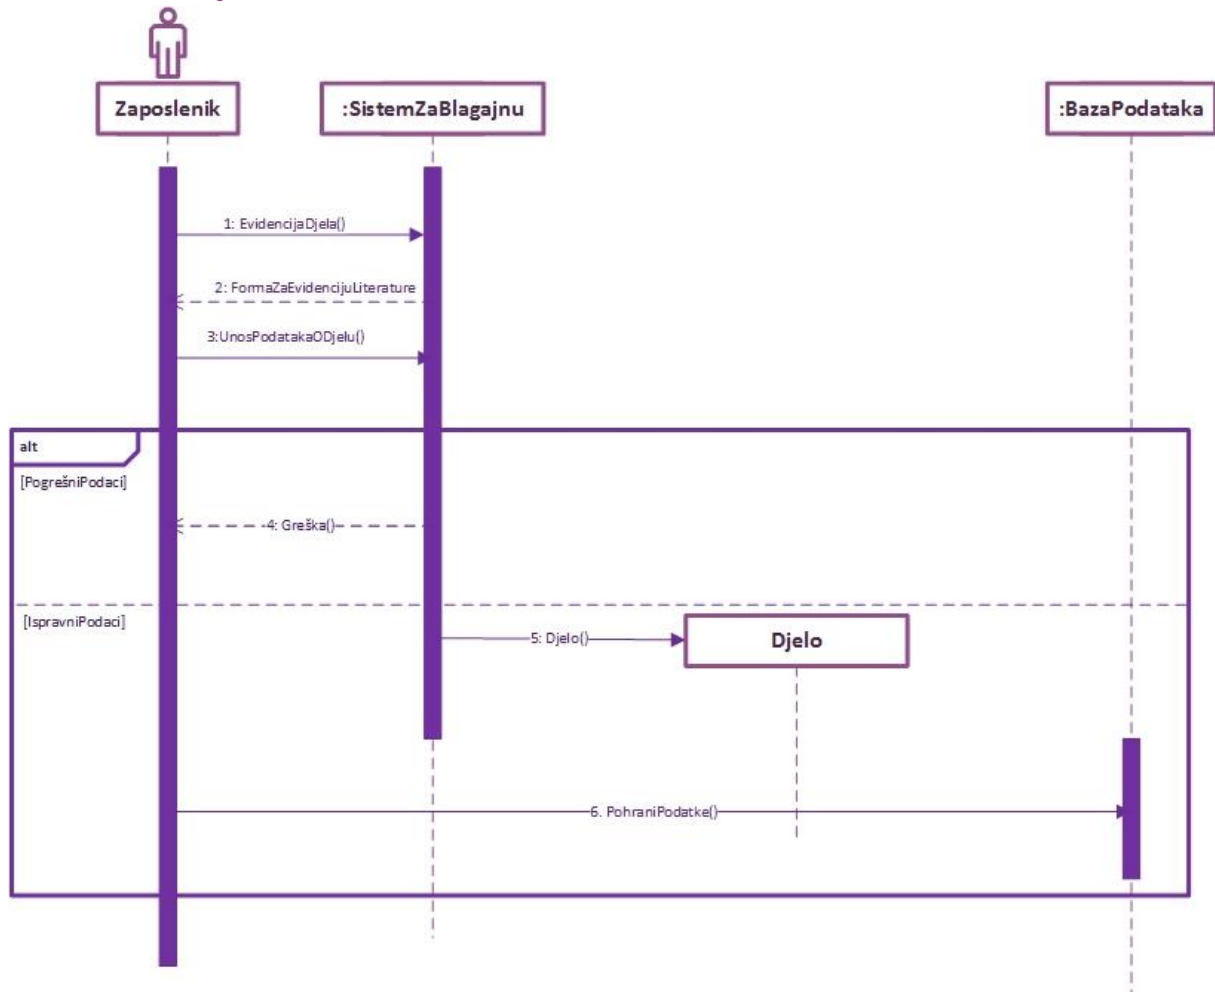 Zaposlenik
:SistemZaBlagajnu
:BazaPodataka
1: EvidencijaDjela()
2: FormaZaEvidencijuLiterature
3:UnosPodatakaODjelu()
alt
[PogrešniPodaci]
4: Greška()
[IspravniPodaci]
5: Djelo()
Djelo
6. PohraniPodatke()